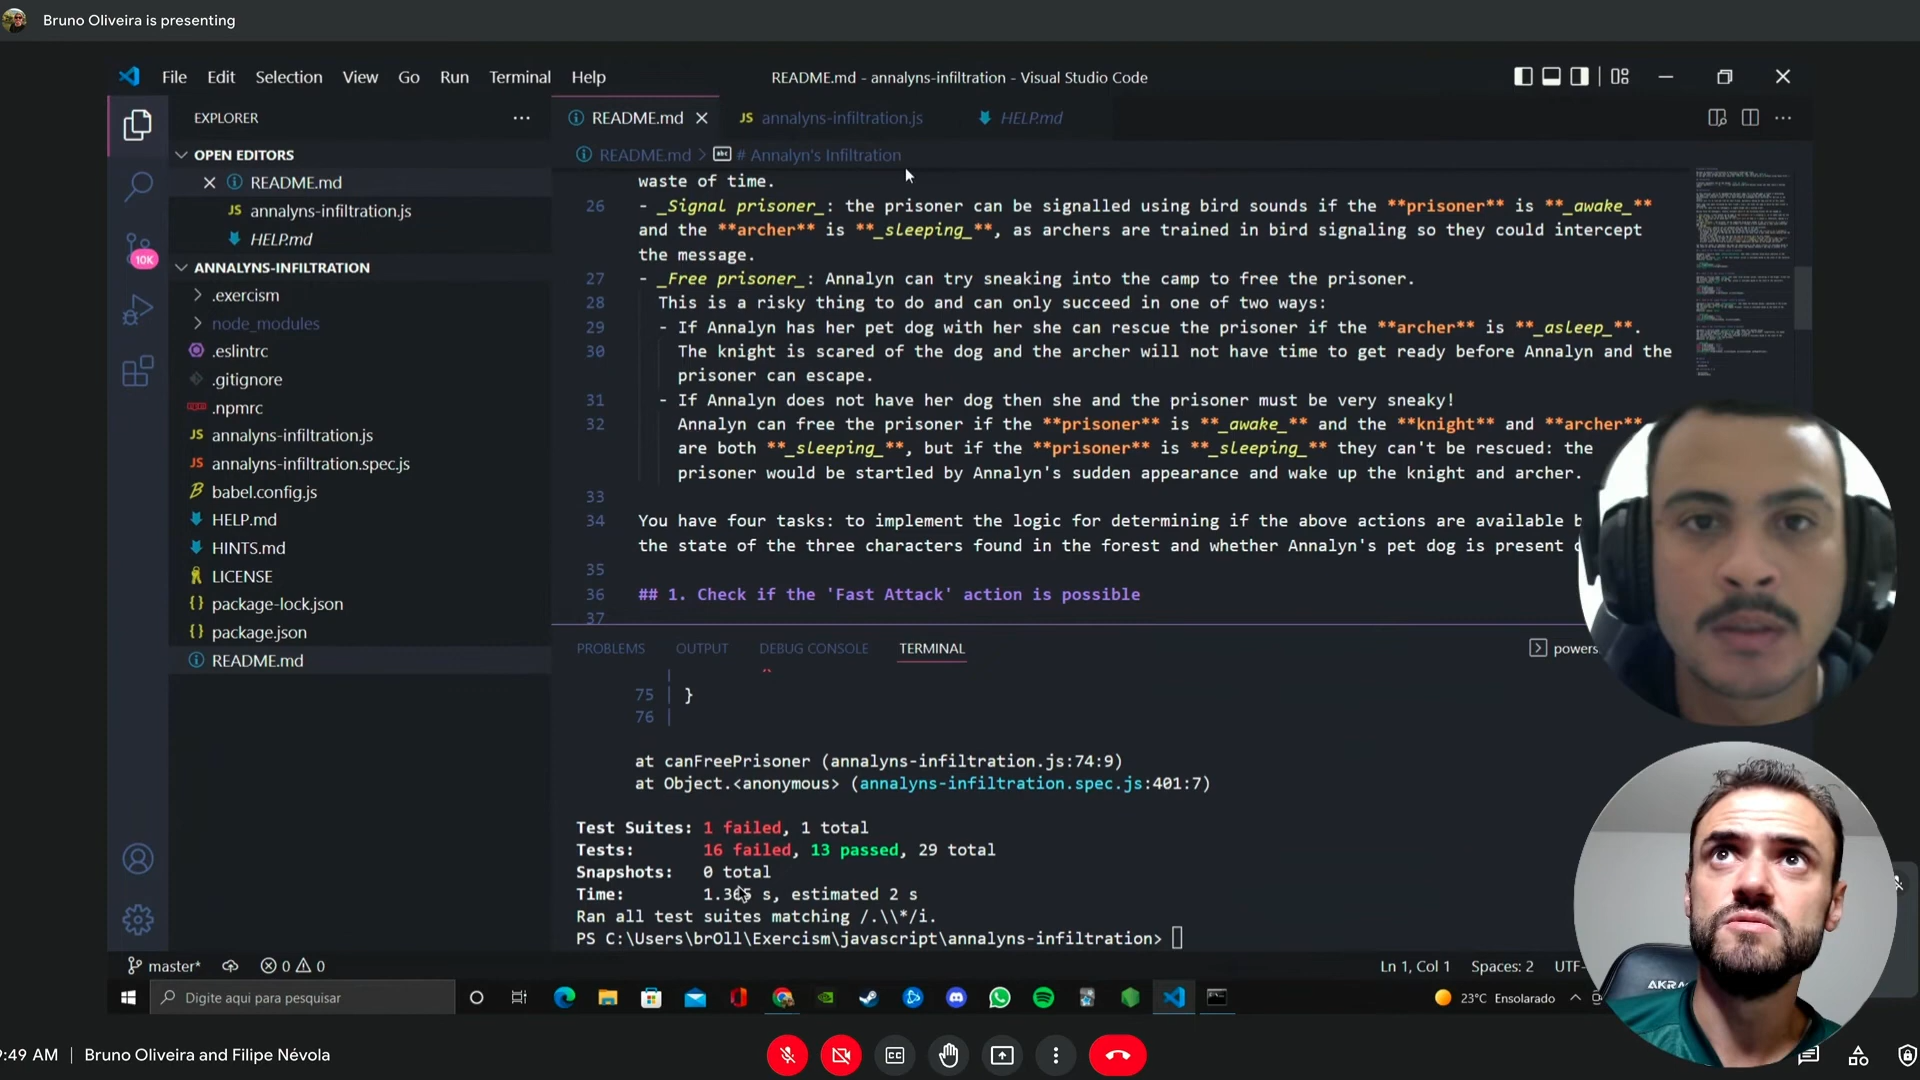 Bruno Oliveira is presenting
File Edit Selection View Go Run Terminal Help
README.md - annalyns-infiltration - Visual Studio Code
EXPLORER
OPEN EDITORS
README.md
annalyns-infiltration.js
HELP.md
10K
ANNALYNS-INFILTRATION
.exercism
node_modules
.eslintrc
.gitignore
.npmrc
annalyns-infiltration.js
annalyns-infiltration.spec.js
babel.config.js
HELP.md
HINTS.md
LICENSE
package-lock.json
package.json
README.md
README.md annalyns-infiltration.js HELP.md
README.md > # Annalyn's Infiltration
waste of time.
26 - _Signal prisoner_: the prisoner can be signalled using bird sounds if the **prisoner** is **_awake_**
and the **archer** is **_sleeping_**, as archers are trained in bird signaling so they could intercept
the message.
27 - _Free prisoner_: Annalyn can try sneaking into the camp to free the prisoner.
28 This is a risky thing to do and can only succeed in one of two ways:
29 - If Annalyn has her pet dog with her she can rescue the prisoner if the **archer** is **_asleep_**.
30 The knight is scared of the dog and the archer will not have time to get ready before Annalyn and the
prisoner can escape.
31 - If Annalyn does not have her dog then she and the prisoner must be very sneaky!
32 Annalyn can free the prisoner if the **prisoner** is **_awake_** and the **knight** and **archer**
are both **_sleeping_**, but if the **prisoner** is **_sleeping_** they can't be rescued: the
prisoner would be startled by Annalyn's sudden appearance and wake up the knight and archer.
33
34 You have four tasks: to implement the logic for determining if the above actions are available b
the state of the three characters found in the forest and whether Annalyn's pet dog is present
35
36 ## 1. Check if the 'Fast Attack' action is possible
37
PROBLEMS OUTPUT DEBUG CONSOLE TERMINAL
powers
75 | }
76 |
at canFreePrisoner (annalyns-infiltration.js:74:9)
at Object.<anonymous> (annalyns-infiltration.spec.js:401:7)
Test Suites: 1 failed, 1 total
Tests: 16 failed, 13 passed, 29 total
Snapshots: 0 total
Time: 1.365 s, estimated 2 s
Ran all test suites matching /.\\*/i.
PS C:\Users\brOll\Exercism\javascript\annalyns-infiltration>
master* 0 0
Ln 1, Col 1 Spaces: 2 UTF-
Digite aqui para pesquisar
23°C Ensolarado
9:49 AM | Bruno Oliveira and Filipe Névola